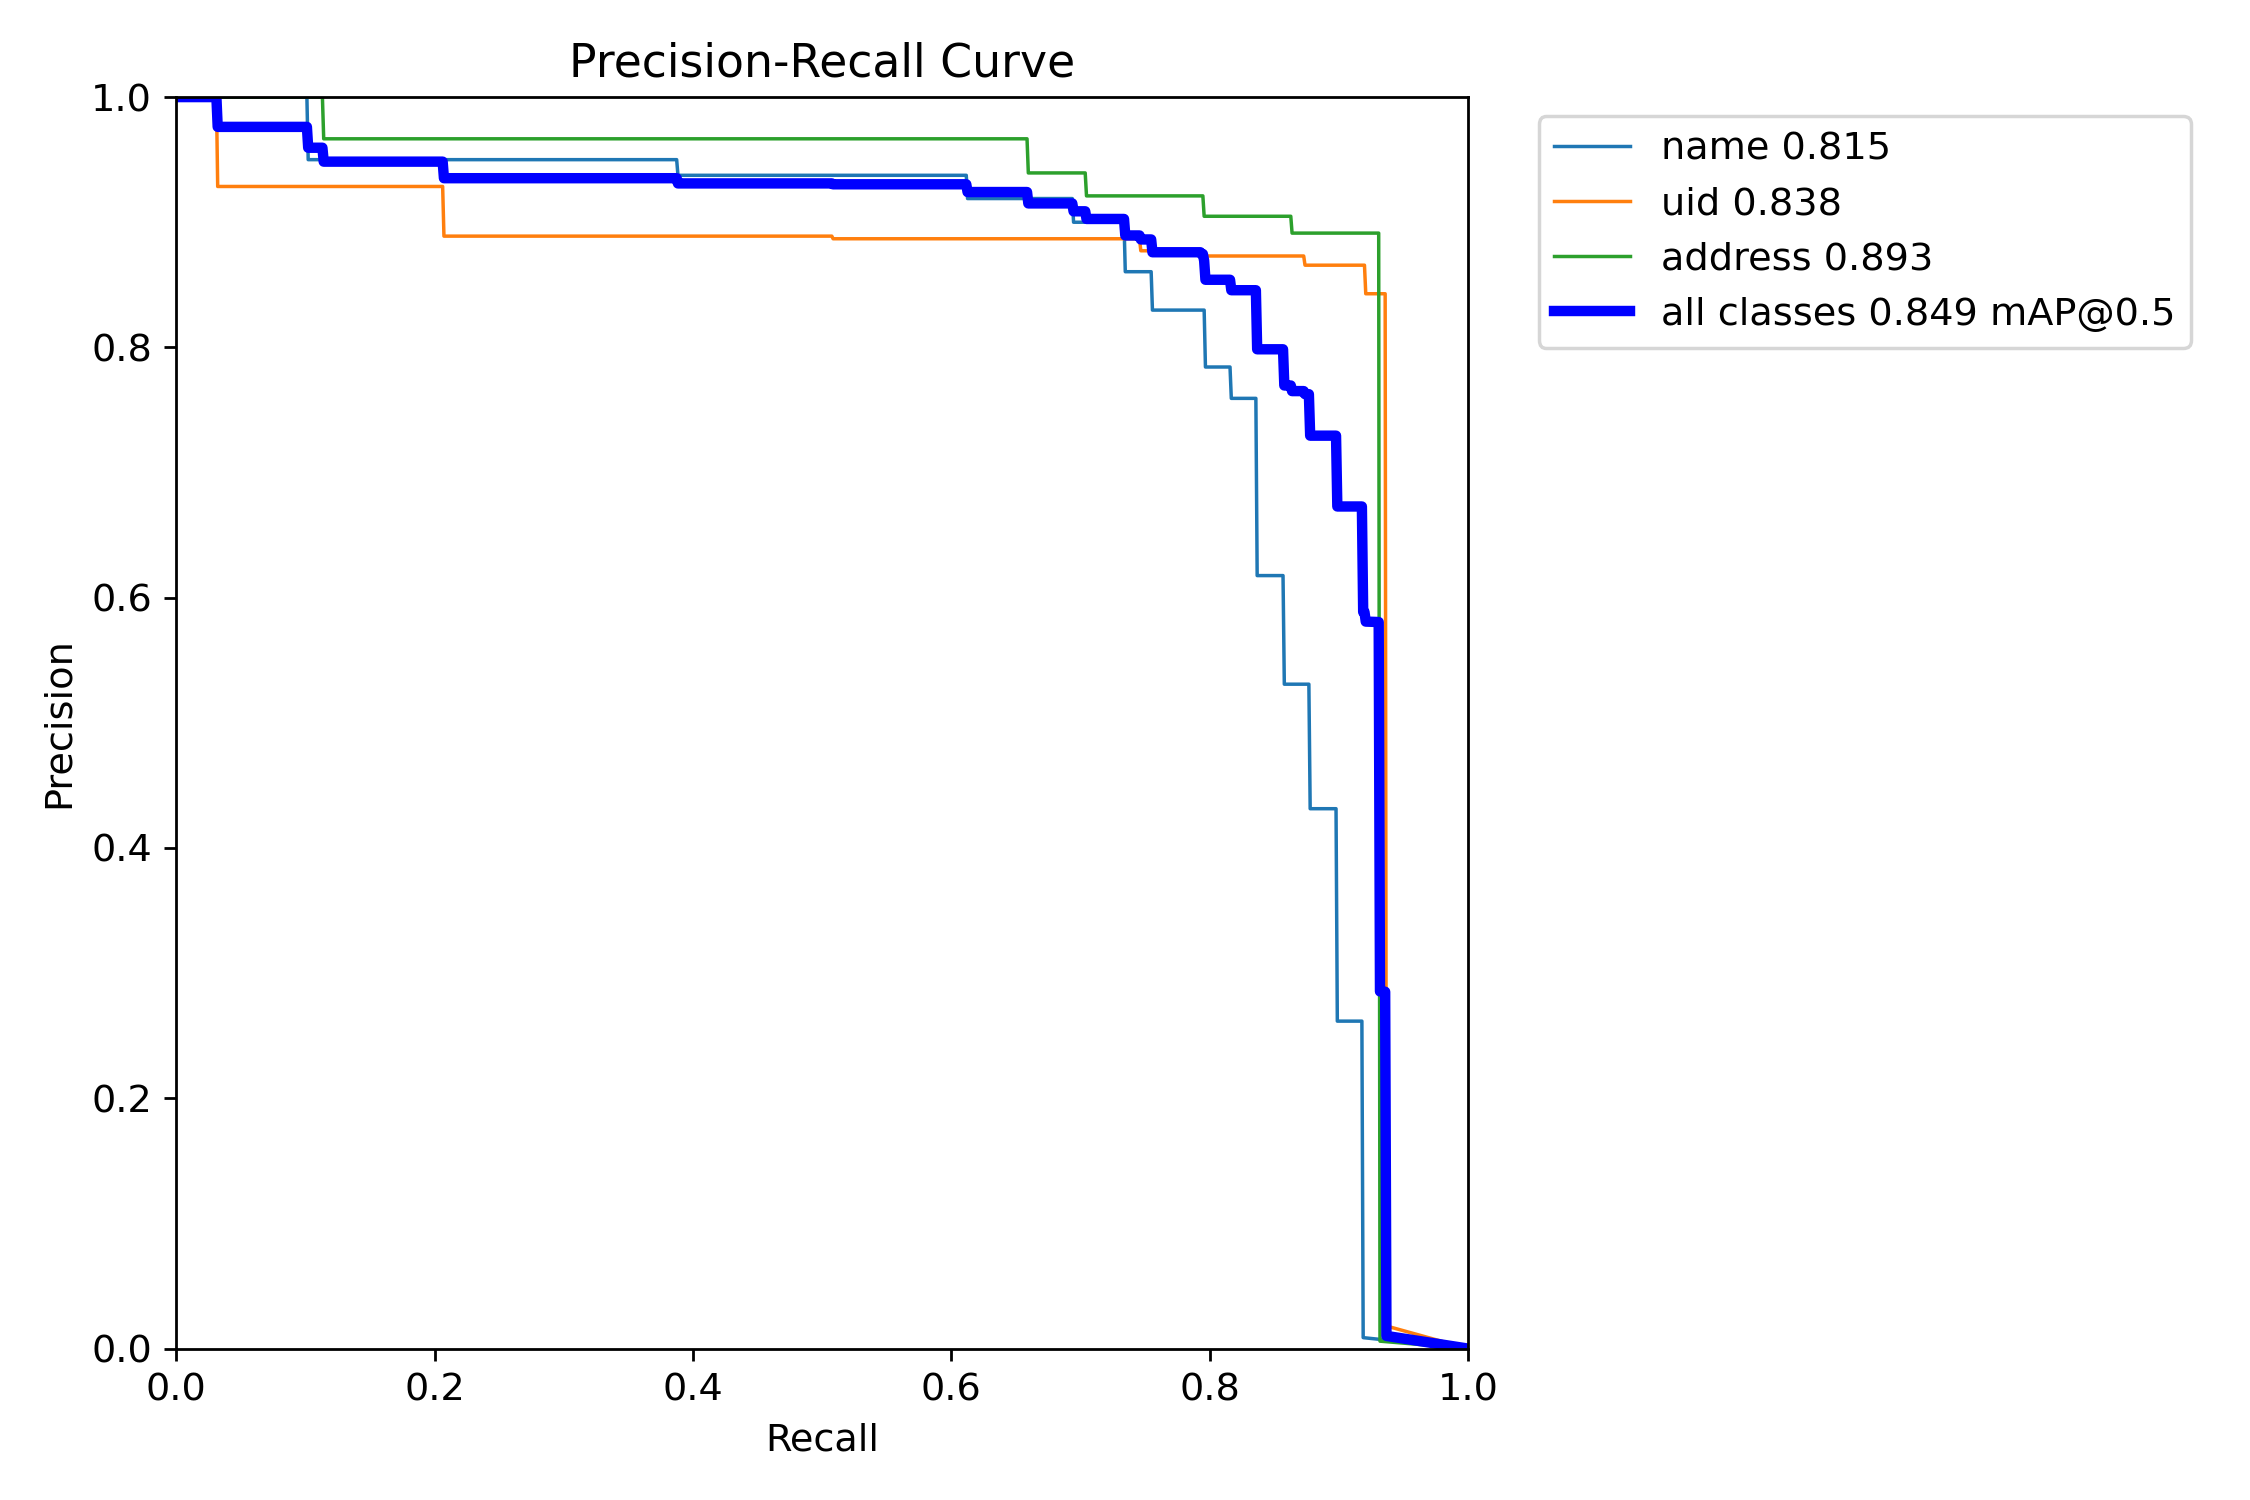 Precision-Recall Curve
1.0
0.8
0.6
0.4
0.2
0.0
Precision
0.0 0.2 0.4 0.6 0.8 1.0
Recall
name 0.815
uid 0.838
address 0.893
all classes 0.849 mAP@0.5